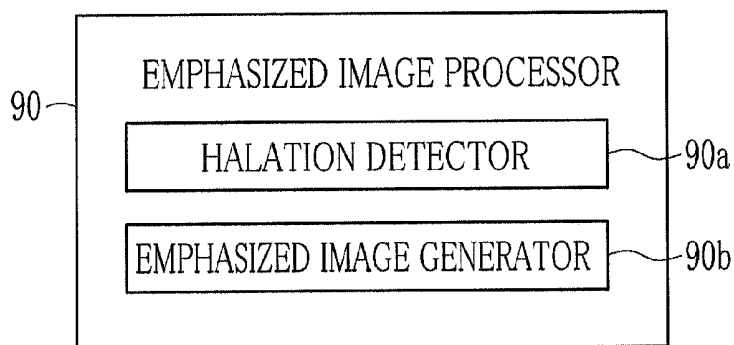 EMPHASIZED IMAGE PROCESSOR
90
HALATION DETECTOR
90a
EMPHASIZED IMAGE GENERATOR
90b